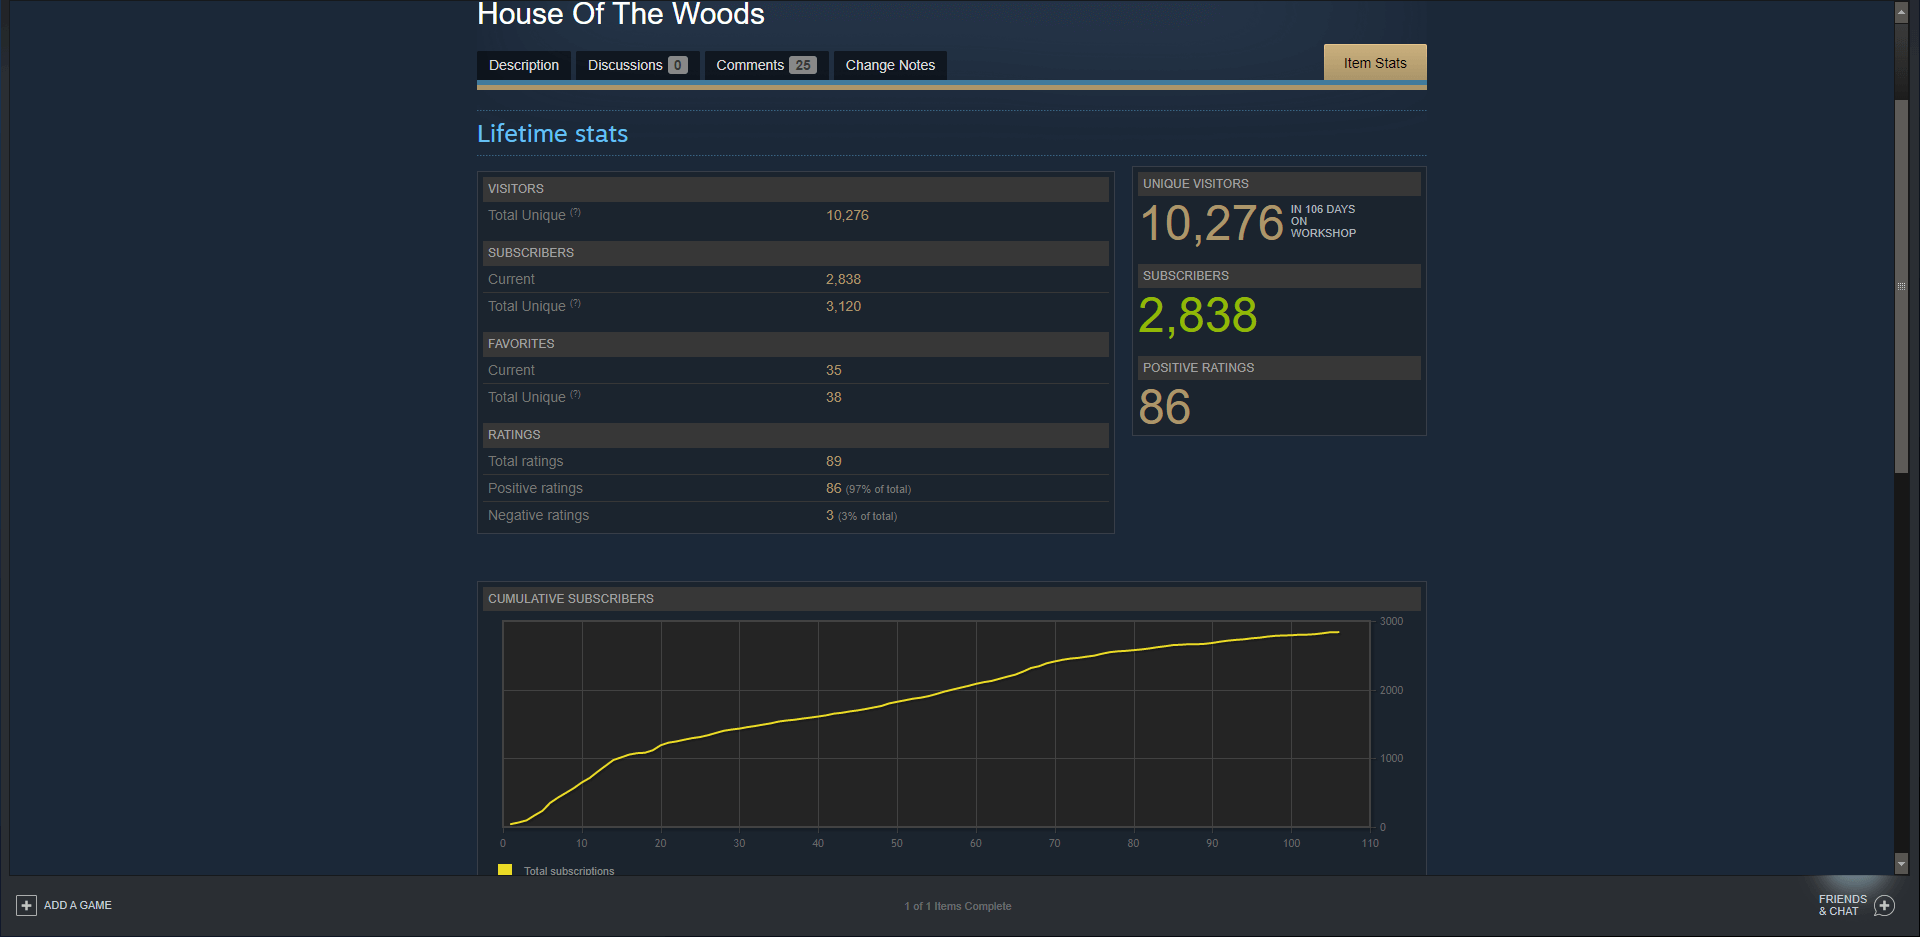 House Of The Woods
Description
Discussions 0
Comments 25
Change Notes
Item Stats
Lifetime stats
VISITORS
Total Unique (?) 10,276
SUBSCRIBERS
Current 2,838
Total Unique (?) 3,120
FAVORITES
Current 35
Total Unique (?) 38
RATINGS
Total ratings 89
Positive ratings 86 (97% of total)
Negative ratings 3 (3% of total)
UNIQUE VISITORS
10,276
IN 106 DAYS
ON
WORKSHOP
SUBSCRIBERS
2,838
POSITIVE RATINGS
86
CUMULATIVE SUBSCRIBERS
3000
2000
1000
0
0 10 20 30 40 50 60 70 80 90 100 110
Total subscriptions
ADD A GAME
1 of 1 Items Complete
FRIENDS
& CHAT